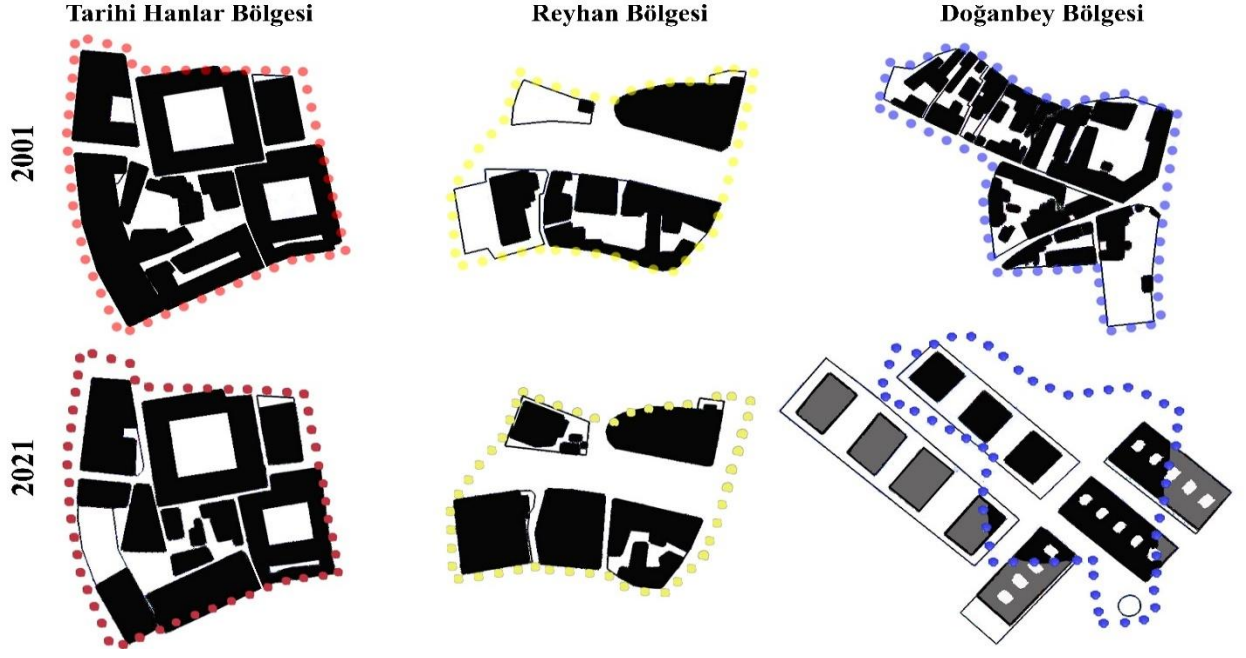 Tarihi Hanlar Bölgesi
Reyhan Bölgesi
Doğanbey Bölgesi
2001
2021